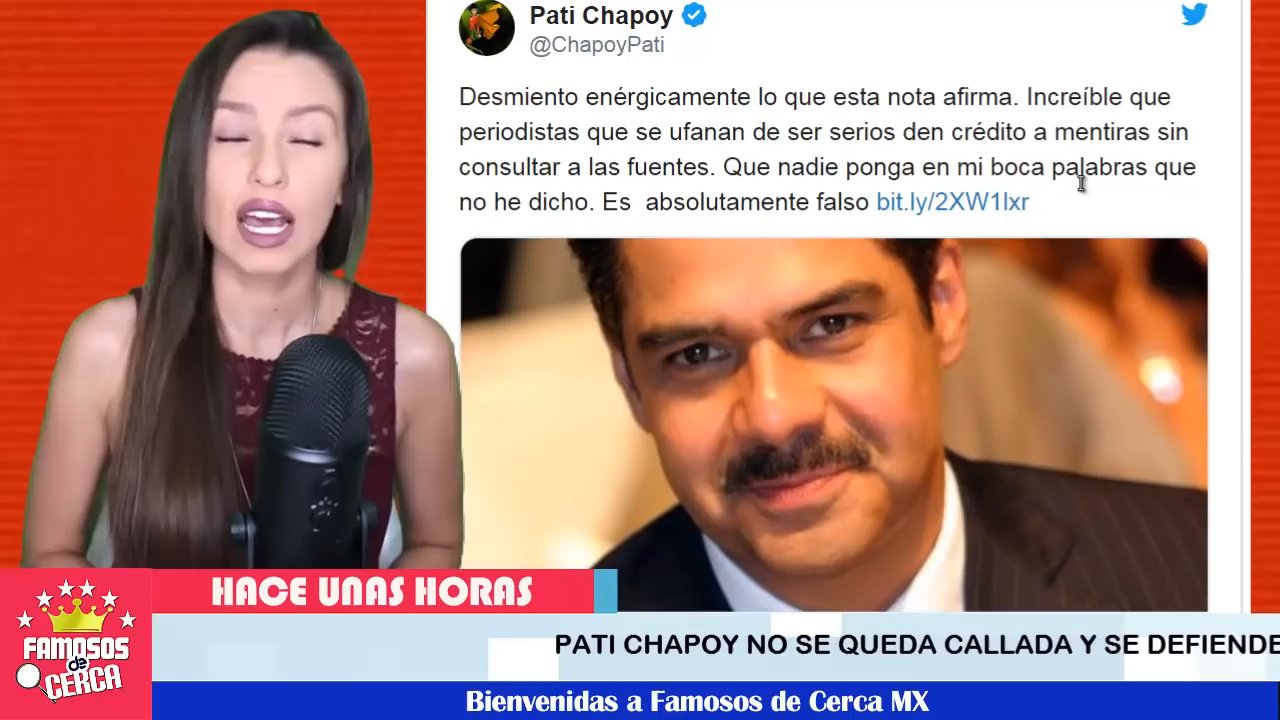 Pati Chapoy
@ChapoyPati
Desmiento enérgicamente lo que esta nota afirma. Increíble que
periodistas que se ufanan de ser serios den crédito a mentiras sin
consultar a las fuentes. Que nadie ponga en mi boca palabras que
no he dicho. Es absolutamente falso bit.ly/2XW1lxr
HACE UNAS HORAS
PATI CHAPOY NO SE QUEDA CALLADA Y SE DEFIENDE
FAMOSOS
de
CERCA
Bienvenidas a Famosos de Cerca MX